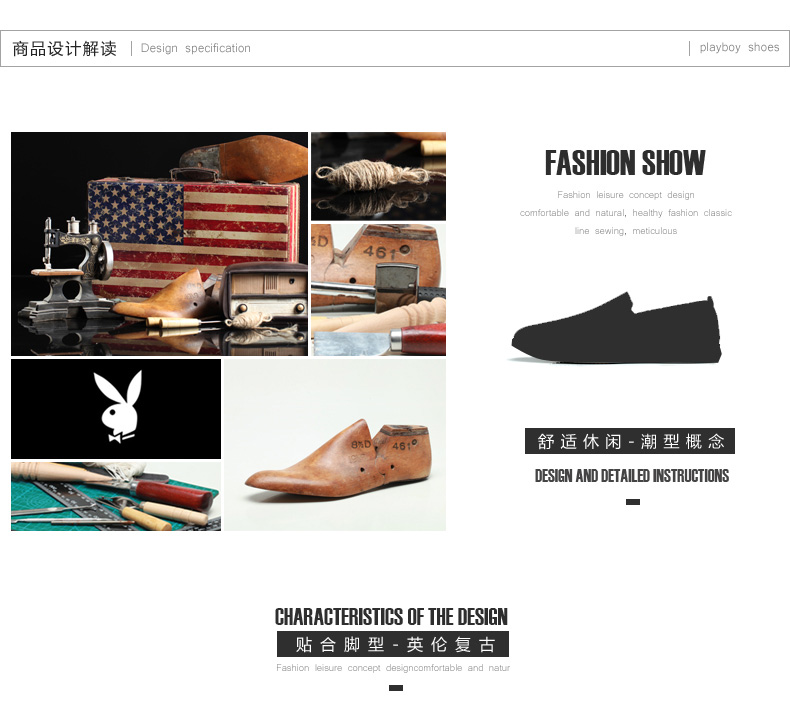 商品设计解读
Design specification
playboy shoes
461°
6½D 461°
FASHION SHOW
Fashion leisure concept design
comfortable and natural, healthy fashion classic
line sewing, meticulous
舒适休闲-潮型概念
DESIGN AND DETAILED INSTRUCTIONS
CHARACTERISTICS OF THE DESIGN
贴合脚型-英伦复古
Fashion leisure concept designcomfortable and natur